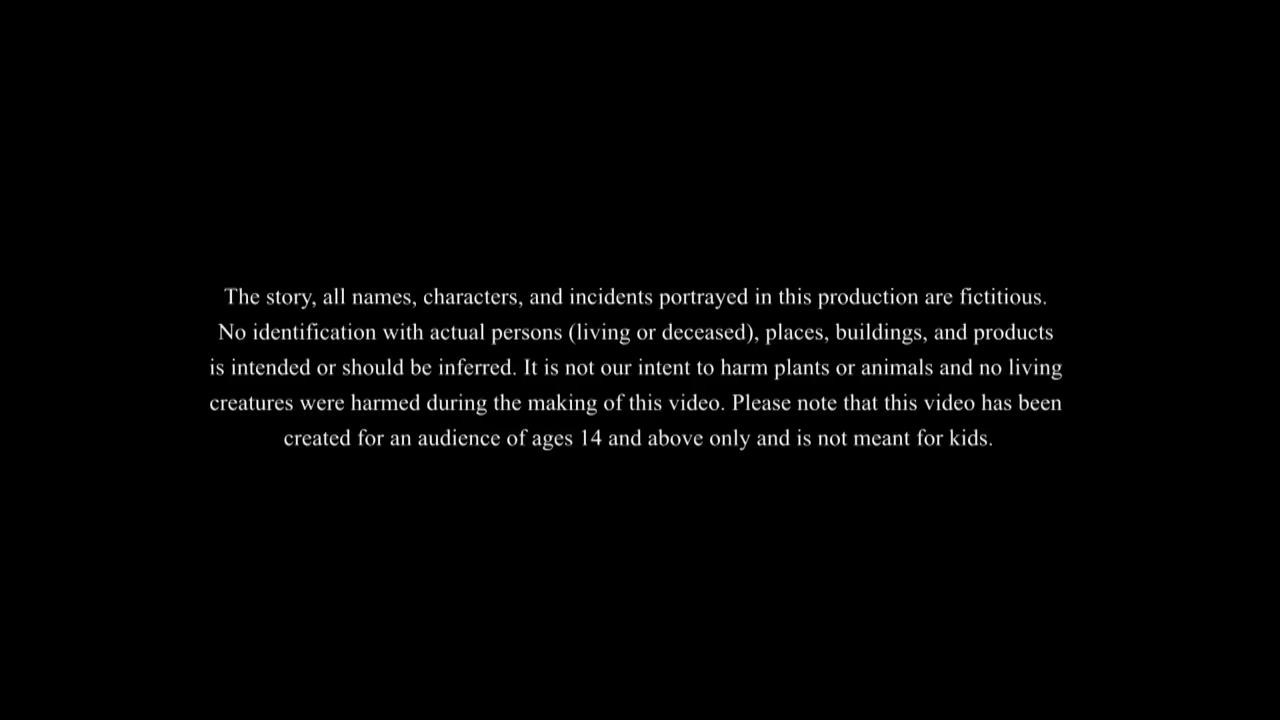 The story, all names, characters, and incidents portrayed in this production are fictitious.
No identification with actual persons (living or deceased), places, buildings, and products
is intended or should be inferred. It is not our intent to harm plants or animals and no living
creatures were harmed during the making of this video. Please note that this video has been
created for an audience of ages 14 and above only and is not meant for kids.